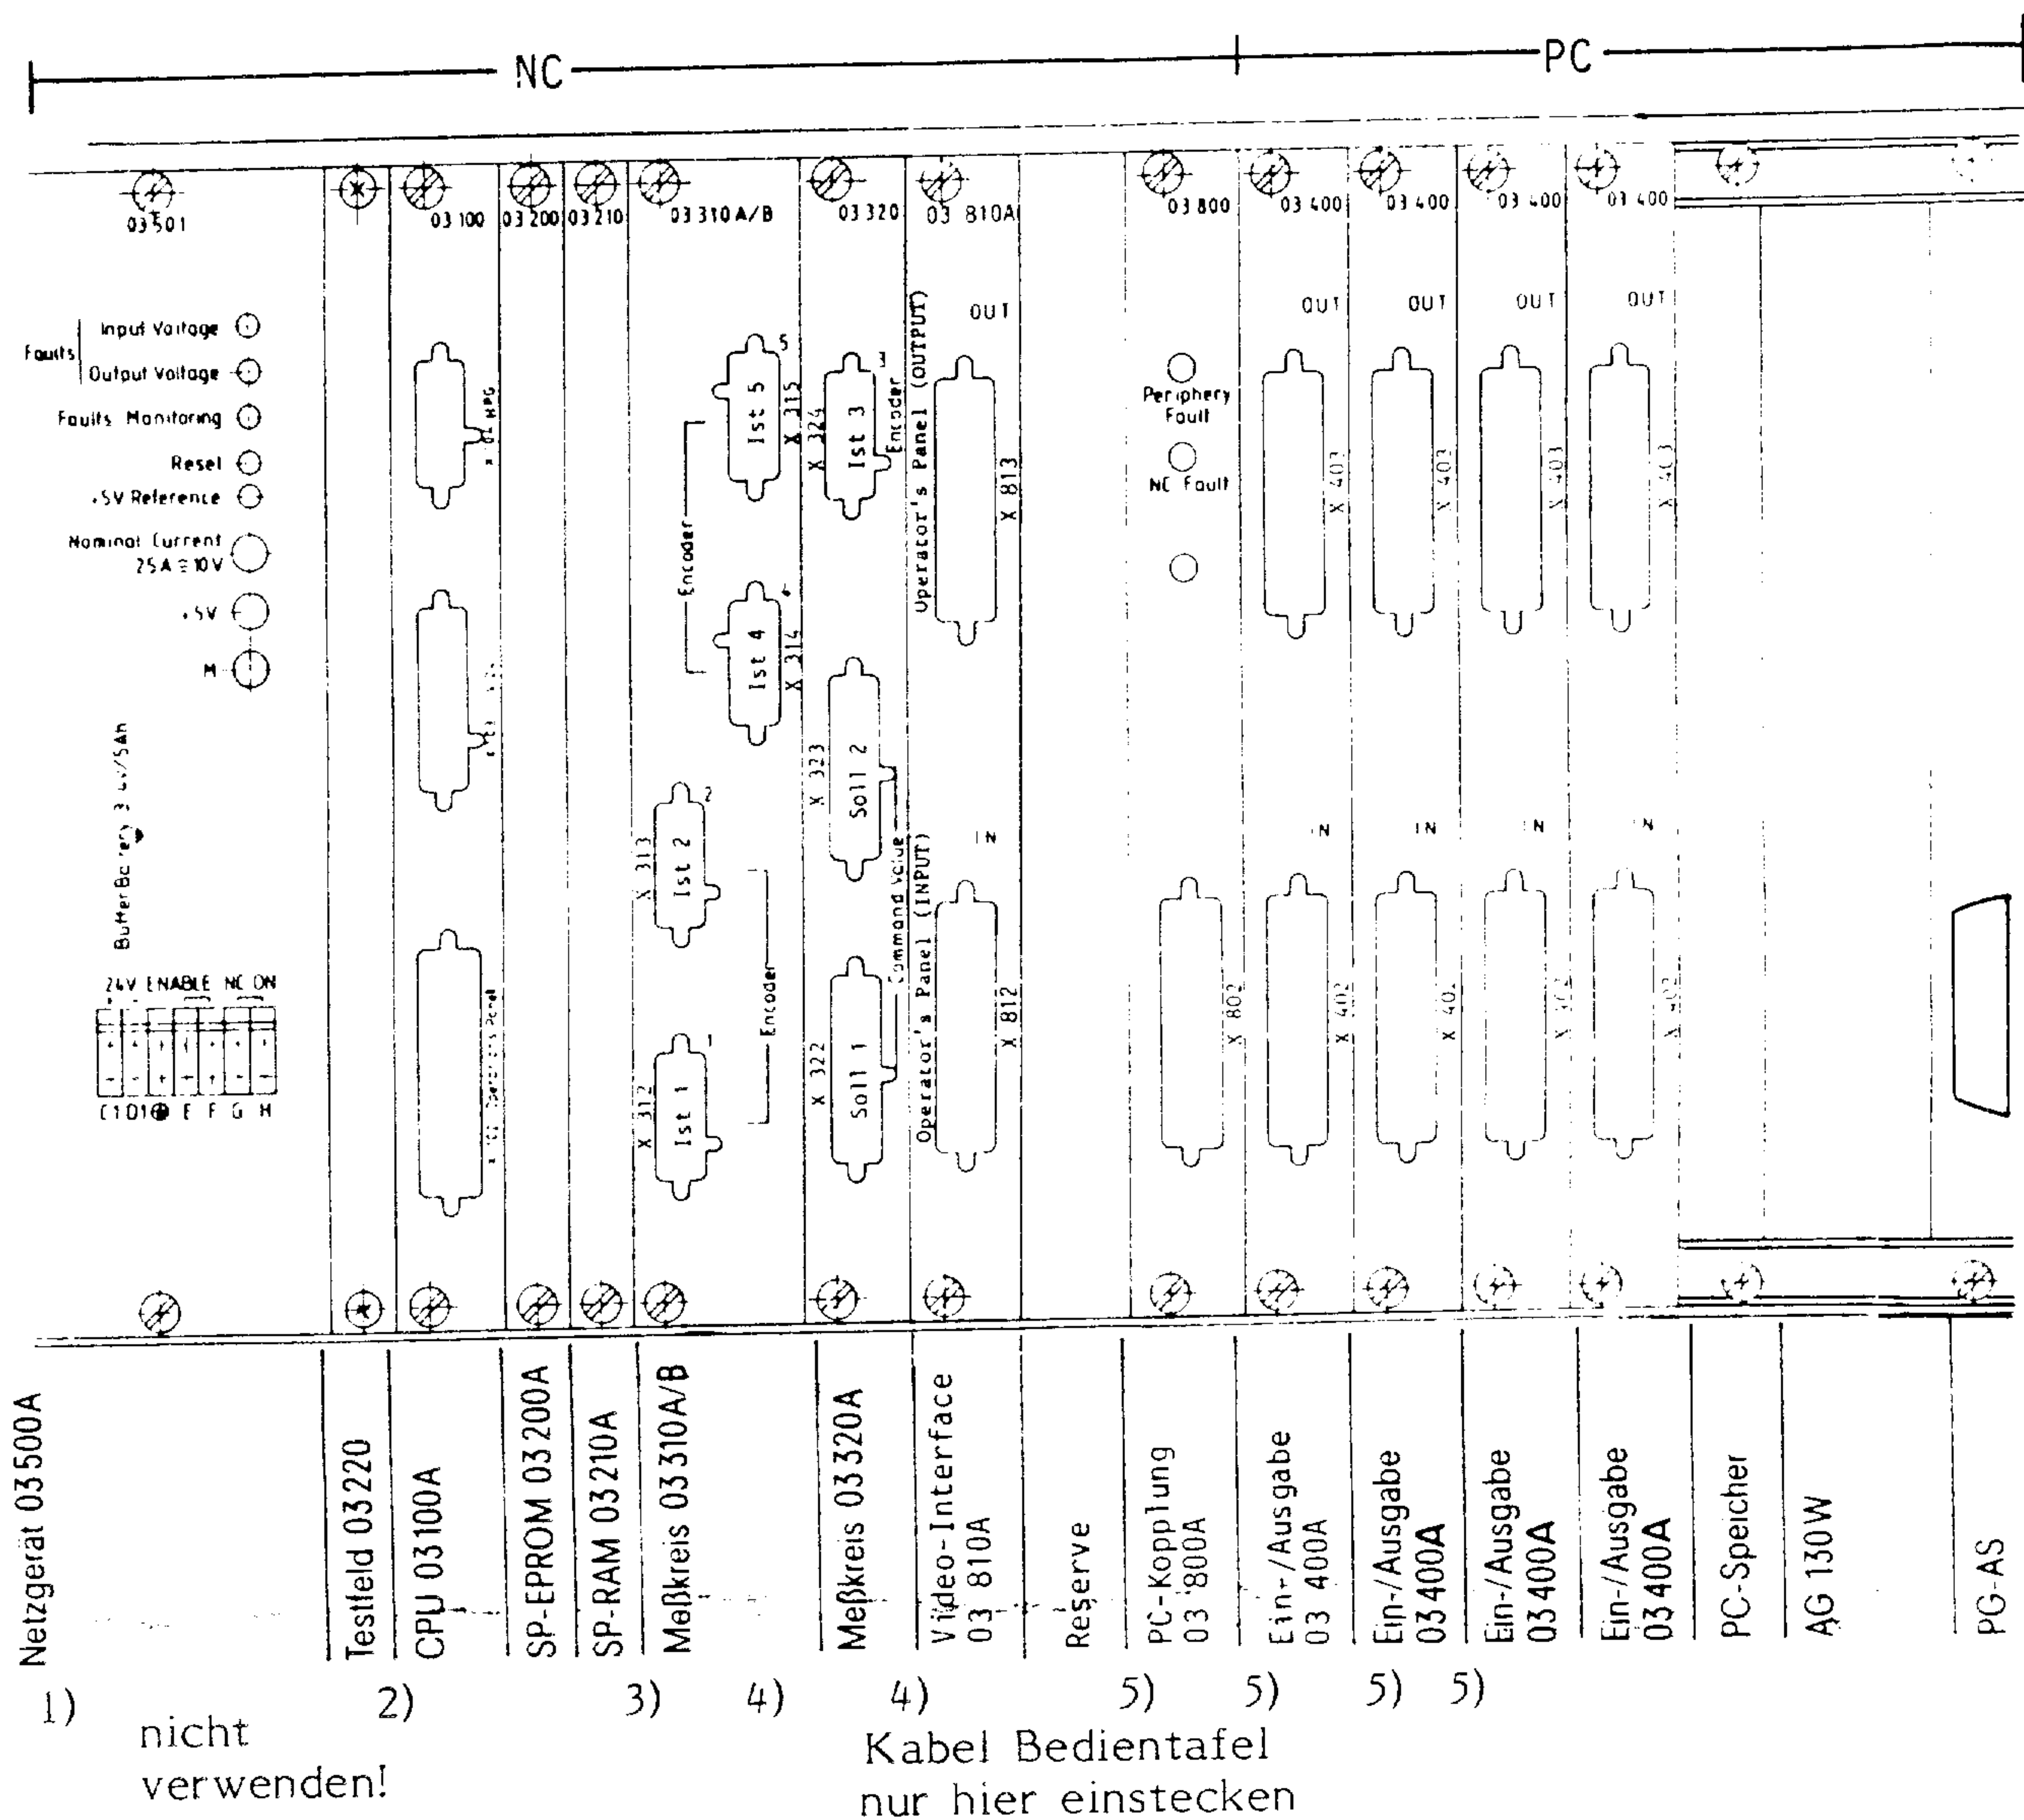 NC
PC
03 501
03 100
03 200
03 210
03 310 A/B
03 320
03 810A
03 800
03 400
03 400
03 400
03 400
Faults
Input Voltage
Output Voltage
Faults Monitoring
Reset
+5V Reference
Nominal Current
25A ≙ 10V
+5V
M
24V ENABLE NC ON
C1 D1 E F G H
Operator's Panel
X 312
Ist 1
1
X 313
Ist 2
2
Encoder
X 314
Ist 4
X 315
Ist 5
5
Encoder
X 324
Ist 3
3
Encoder
X 323
Soll 2
X 322
Soll 1
Command Value
Operator's Panel (OUTPUT)
OUT
X 813
Operator's Panel (INPUT)
IN
X 812
Periphery
Fault
NC Fault
X 802
OUT
X 403
IN
X 402
OUT
X 403
IN
X 402
OUT
X 403
IN
X 402
OUT
X 403
IN
X 402
Netzgerät 03 500A
Testfeld 03 220
CPU 03 100A
SP-EPROM 03 200A
SP-RAM 03 210A
Meßkreis 03 310A/B
Meßkreis 03 320A
Video-Interface
03 810A
Reserve
PC-Kopplung
03 800A
Ein-/Ausgabe
03 400A
Ein-/Ausgabe
03 400A
Ein-/Ausgabe
03 400A
Ein-/Ausgabe
03 400A
PC-Speicher
AG 130W
PG-AS
1) 2) 3) 4) 4) 5) 5) 5) 5)
nicht
verwenden!
Kabel Bedientafel
nur hier einstecken